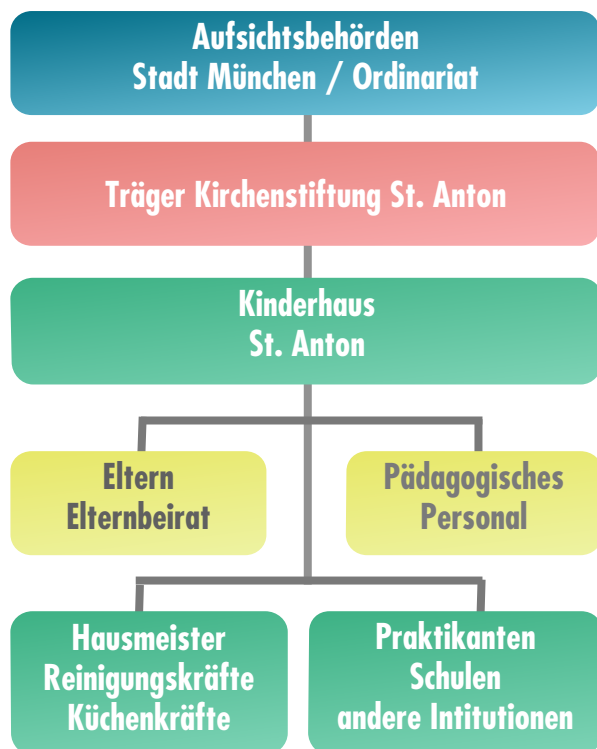 Aufsichtsbehörden
Stadt München / Ordinariat
Träger Kirchenstiftung St. Anton
Kinderhaus
St. Anton
Eltern
Elternbeirat
Pädagogisches
Personal
Hausmeister
Reinigungskräfte
Küchenkräfte
Praktikanten
Schulen
andere Intitutionen